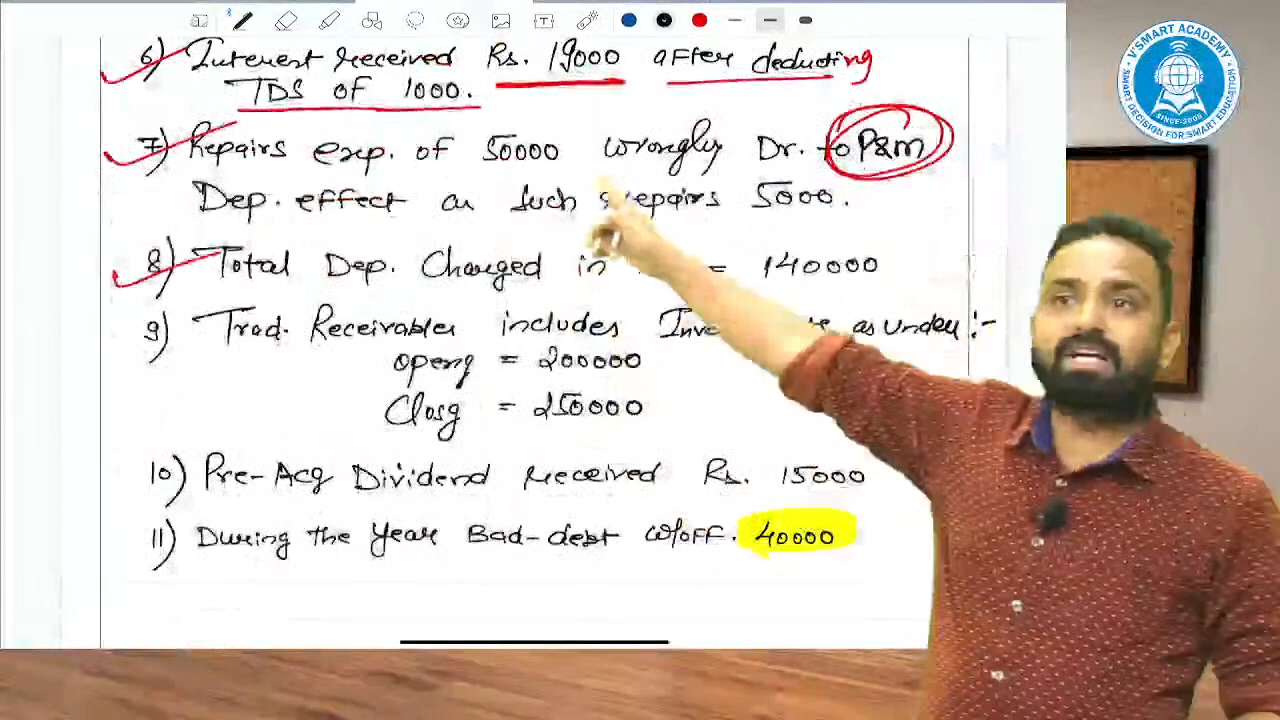 6) Interest received Rs. 19000 after deducting
TDS of 1000.
7) Repairs exp. of 50000 wrongly Dr. to P&M
Dep. effect on such repairs 5000.
8) Total Dep. Charged in = 140000
9) Trad. Receivables includes as under :-
openg = 200000
Closg = 250000
10) Pre-Acq Dividend received Rs. 15000
11) During the Year Bad-debt w/off. 40000
V'SMART ACADEMY
SMART DECISION FOR SMART EDUCATION
SINCE-2006